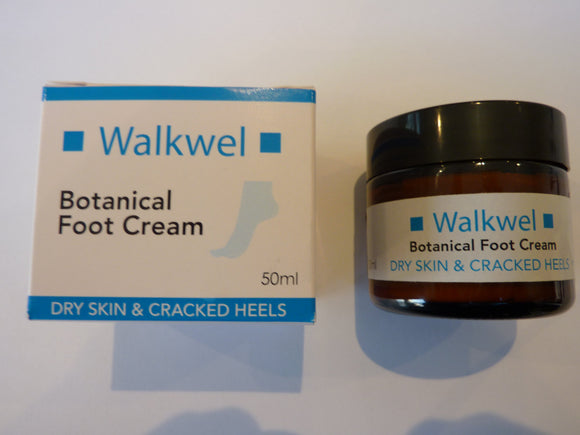 Walkwel
Botanical
Foot Cream
50ml
DRY SKIN & CRACKED HEELS
Walkwel
Botanical Foot Cream
DRY SKIN & CRACKED HEELS